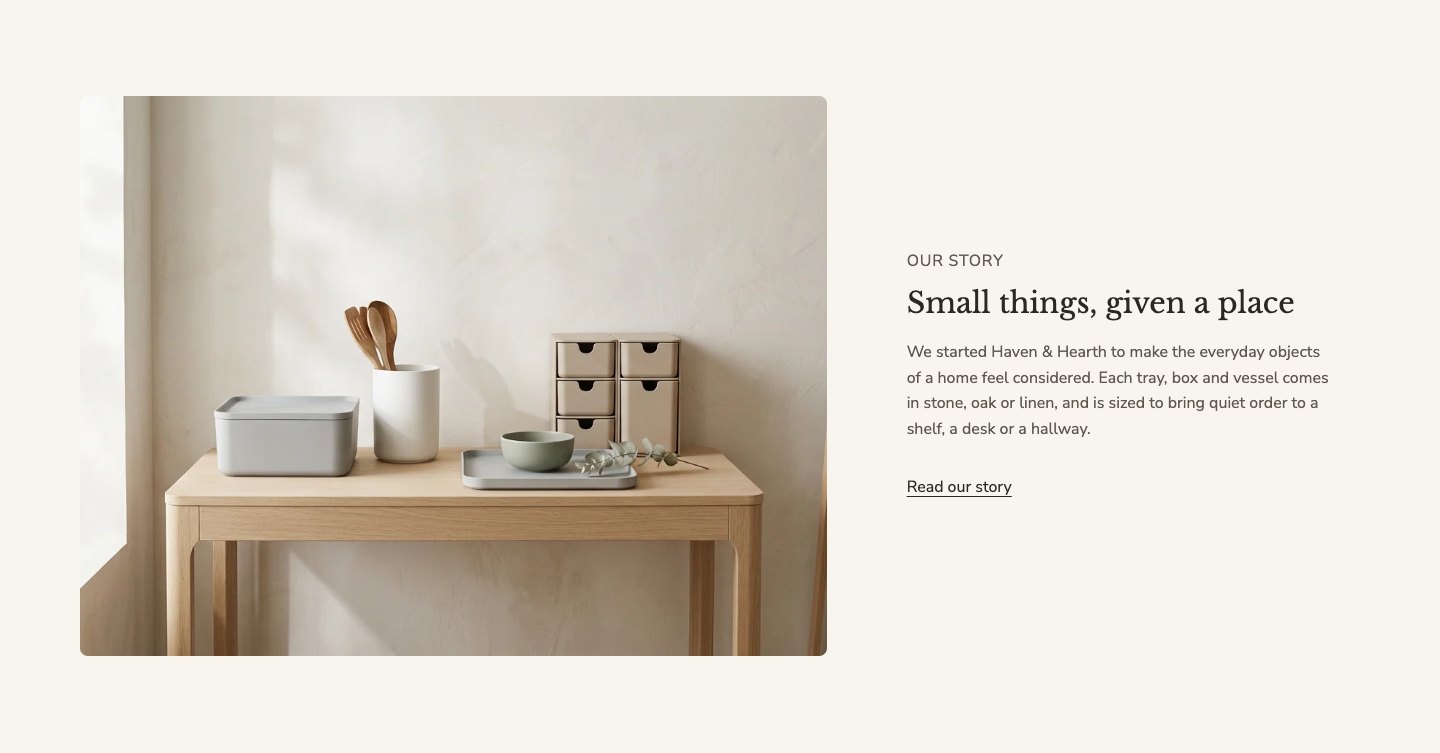 OUR STORY
Small things, given a place
We started Haven & Hearth to make the everyday objects
of a home feel considered. Each tray, box and vessel comes
in stone, oak or linen, and is sized to bring quiet order to a
shelf, a desk or a hallway.
Read our story